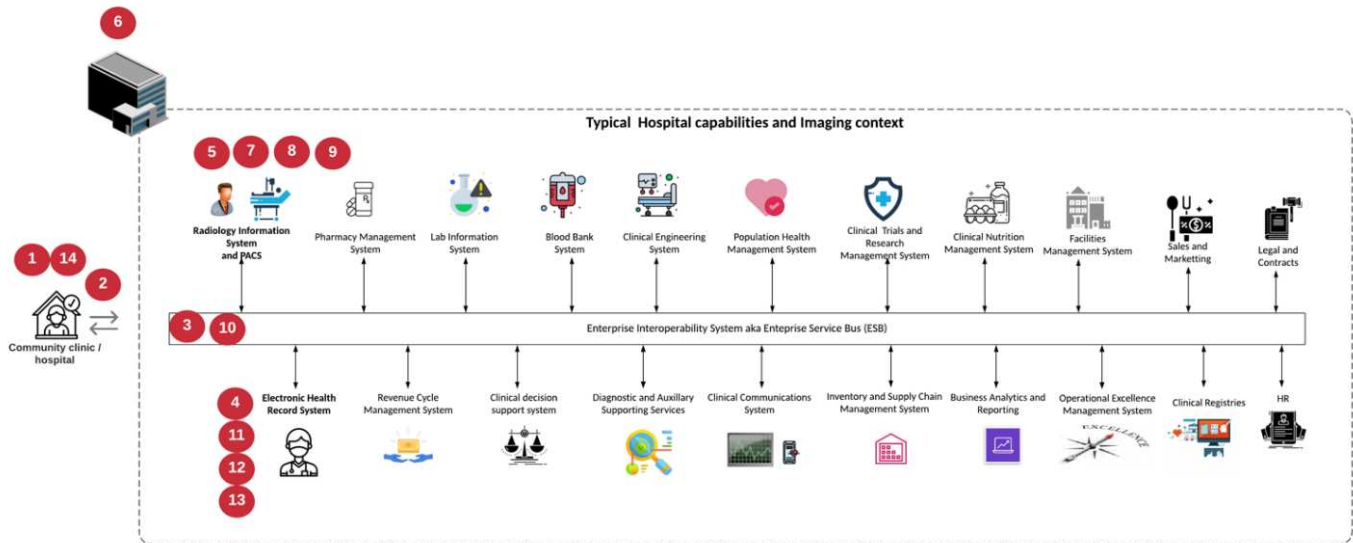 6
Typical Hospital capabilities and Imaging context
5
7
8
9
Radiology Information
System
and PACS
Pharmacy Management
System
Lab Information
System
Blood Bank
System
Clinical Engineering
System
Population Health
Management System
Clinical Trials and
Research
Management System
Clinical Nutrition
Management System
Facilities
Management System
Sales and
Marketting
Legal and
Contracts
1
14
2
Community clinic /
hospital
3
10
Enterprise Interoperability System aka Enteprise Service Bus (ESB)
4
11
12
13
Electronic Health
Record System
Revenue Cycle
Management System
Clinical decision
support system
Diagnostic and Auxillary
Supporting Services
Clinical Communications
System
Inventory and Supply Chain
Management System
Business Analytics and
Reporting
Operational Excellence
Management System
EXCELLENCE
Clinical Registries
HR